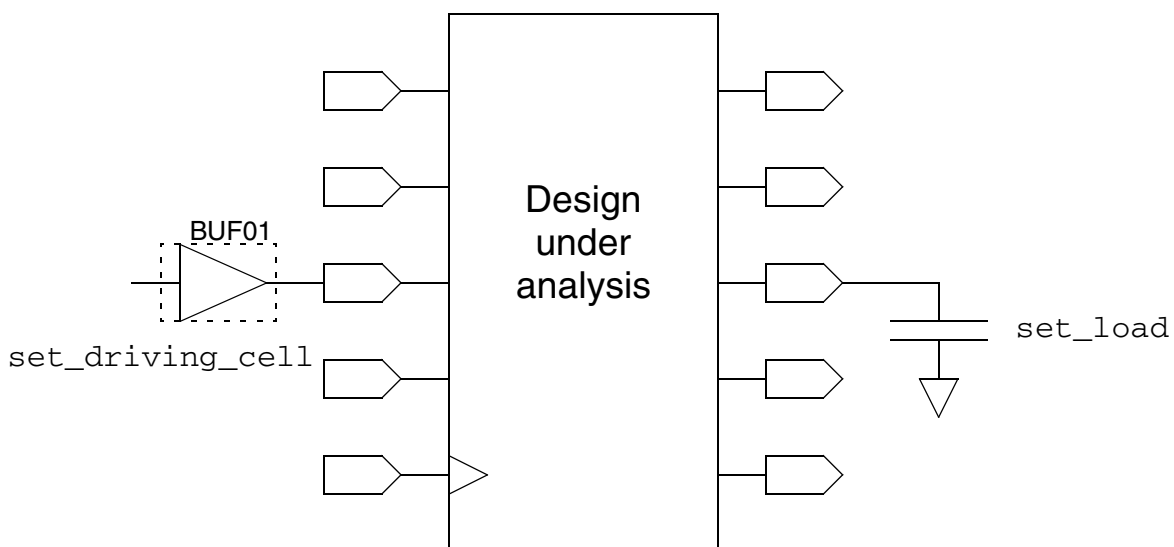 BUF01
set_driving_cell
Design
under
analysis
set_load